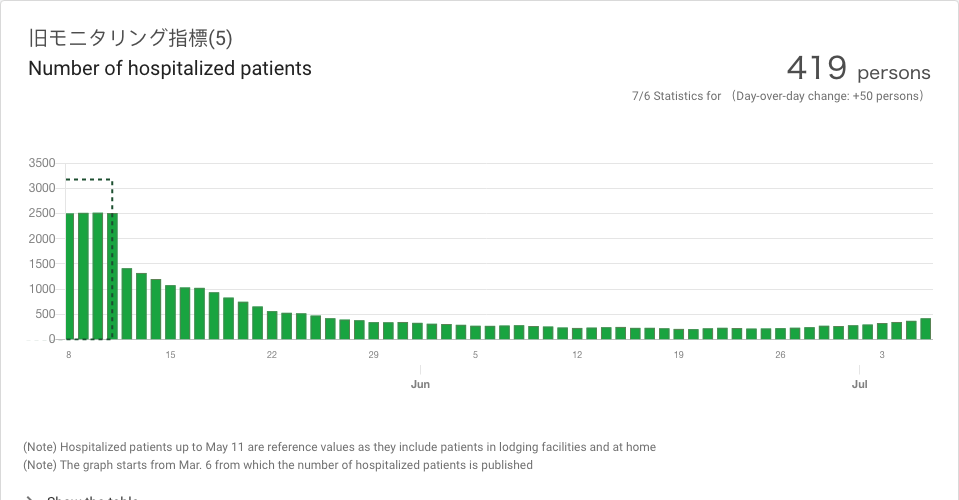 旧モニタリング指標(5)
Number of hospitalized patients
419 persons
7/6 Statistics for （Day-over-day change: +50 persons）
3500
3000
2500
2000
1500
1000
500
0
8 15 22 29 5 12 19 26 3
Jun Jul
(Note) Hospitalized patients up to May 11 are reference values as they include patients in lodging facilities and at home
(Note) The graph starts from Mar. 6 from which the number of hospitalized patients is published
Show the table